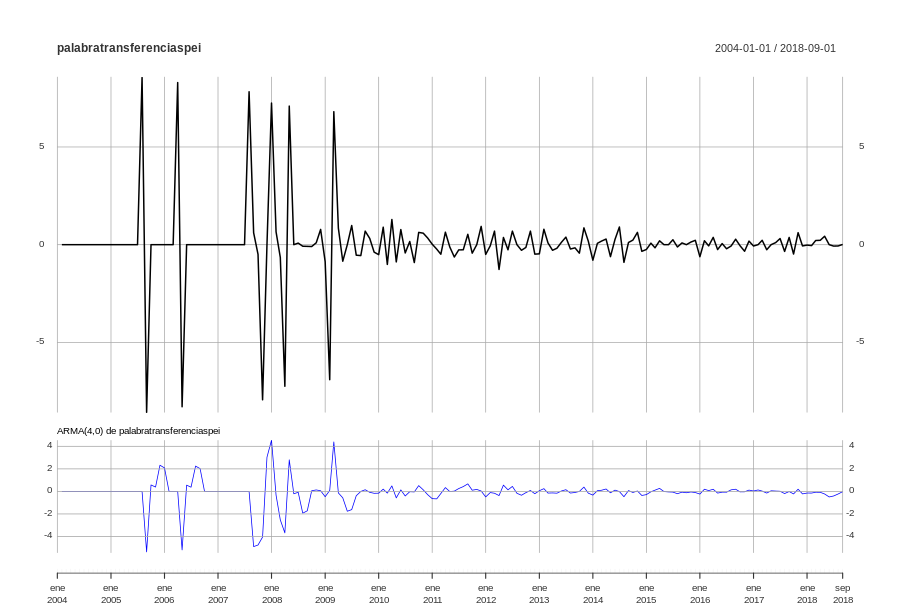 palabratransferenciaspei 2004-01-01 / 2018-09-01
5 5
0 0
-5 -5
ARMA(4,0) de palabratransferenciaspei
4 4
2 2
0 0
-2 -2
-4 -4
ene ene ene ene ene ene ene ene ene ene ene ene ene ene ene sep
2004 2005 2006 2007 2008 2009 2010 2011 2012 2013 2014 2015 2016 2017 2018 2018